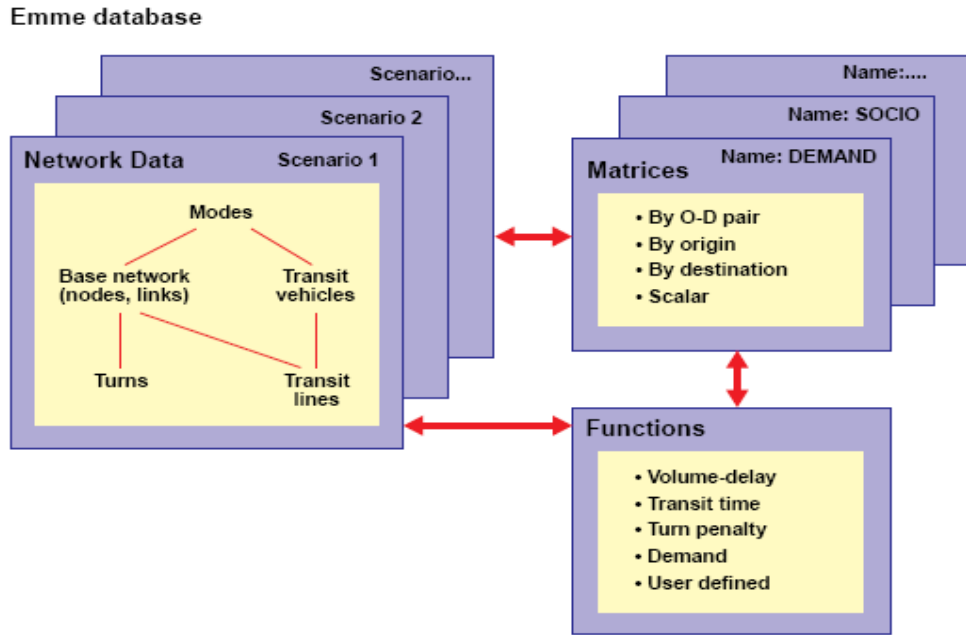 Emme database
Scenario...
Scenario 2
Network Data Scenario 1
Modes
Base network
(nodes, links)
Transit
vehicles
Turns
Transit
lines
Name:....
Name: SOCIO
Name: DEMAND
Matrices
• By O-D pair
• By origin
• By destination
• Scalar
Functions
• Volume-delay
• Transit time
• Turn penalty
• Demand
• User defined